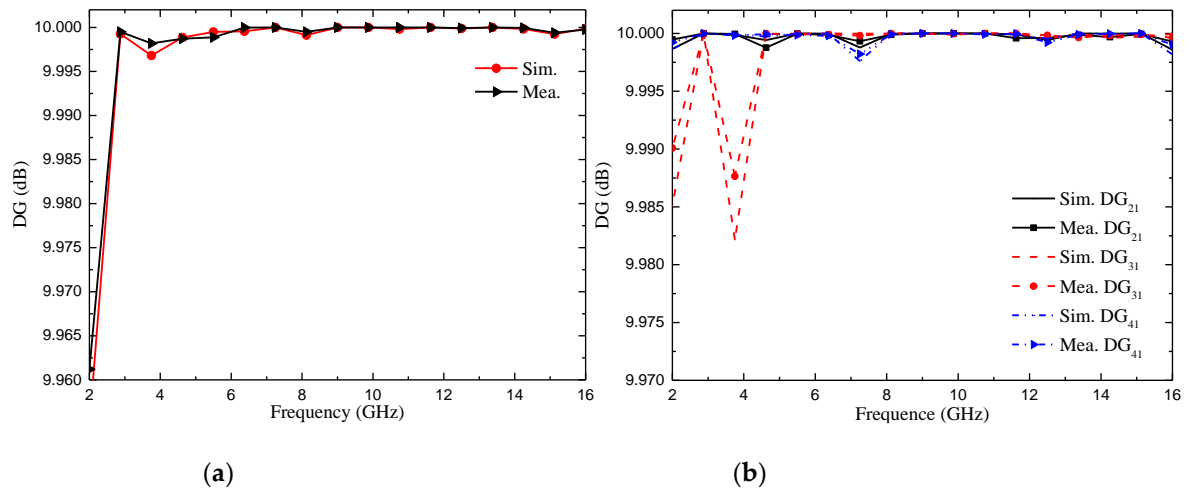 10.000
9.995
9.990
9.985
9.980
9.975
9.970
9.965
9.960
DG (dB)
2 4 6 8 10 12 14 16
Frequency (GHz)
Sim.
Mea.
(a)
10.000
9.995
9.990
9.985
9.980
9.975
9.970
DG (dB)
2 4 6 8 10 12 14 16
Frequence (GHz)
Sim. DG21
Mea. DG21
Sim. DG31
Mea. DG31
Sim. DG41
Mea. DG41
(b)